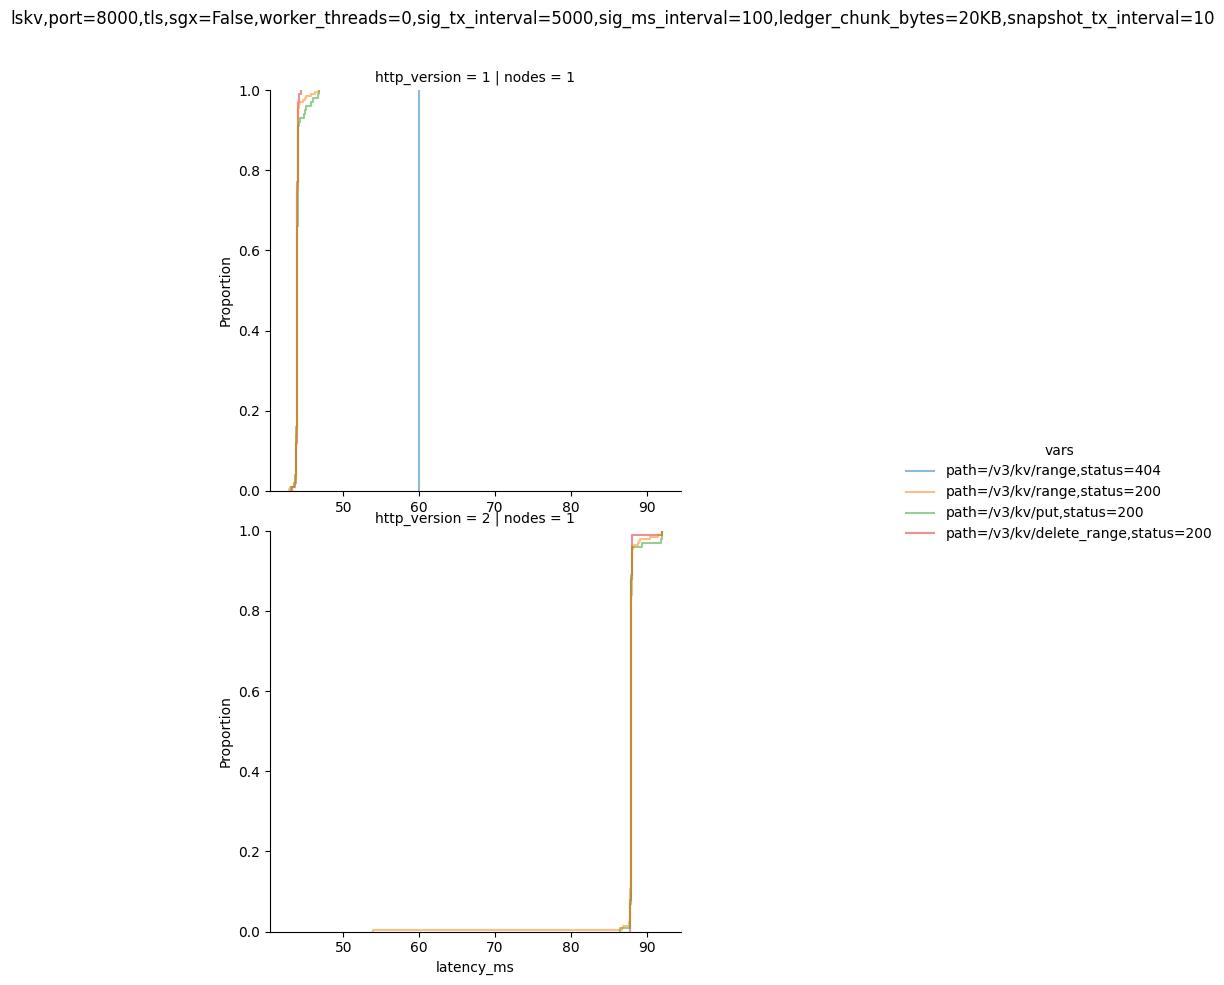 lskv,port=8000,tls,sgx=False,worker_threads=0,sig_tx_interval=5000,sig_ms_interval=100,ledger_chunk_bytes=20KB,snapshot_tx_interval=10
http_version = 1 | nodes = 1
1.0
0.8
0.6
0.4
0.2
0.0
Proportion
50 60 70 80 90
http_version = 2 | nodes = 1
1.0
0.8
0.6
0.4
0.2
0.0
Proportion
50 60 70 80 90
latency_ms
vars
path=/v3/kv/range,status=404
path=/v3/kv/range,status=200
path=/v3/kv/put,status=200
path=/v3/kv/delete_range,status=200